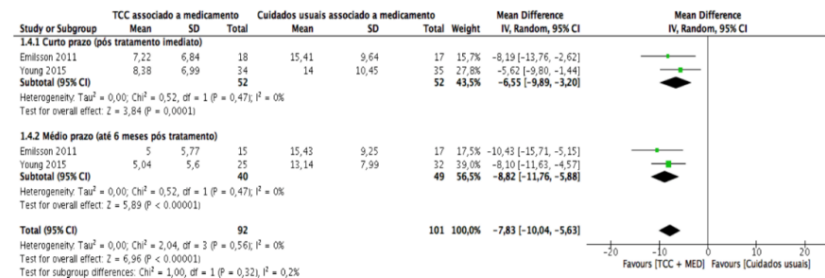 TCC associado a medicamento Cuidados usuais associado a medicamento Mean Difference Mean Difference
Study or Subgroup Mean SD Total Mean SD Total Weight IV, Random, 95% CI IV, Random, 95% CI
1.4.1 Curto prazo (pós tratamento imediato)
Emilsson 2011 7,22 6,84 18 15,41 9,64 17 15,7% -8,19 [-13,76, -2,62]
Young 2015 8,38 6,99 34 14 10,45 35 27,8% -5,62 [-9,80, -1,44]
Subtotal (95% CI) 52 52 43,5% -6,55 [-9,89, -3,20]
Heterogeneity: Tau² = 0,00; Chi² = 0,52, df = 1 (P = 0,47); I² = 0%
Test for overall effect: Z = 3,84 (P = 0,0001)
1.4.2 Médio prazo (até 6 meses pós tratamento)
Emilsson 2011 5 5,77 15 15,43 9,25 17 17,5% -10,43 [-15,71, -5,15]
Young 2015 5,04 5,6 25 13,14 7,99 32 39,0% -8,10 [-11,63, -4,57]
Subtotal (95% CI) 40 49 56,5% -8,82 [-11,76, -5,88]
Heterogeneity: Tau² = 0,00; Chi² = 0,52, df = 1 (P = 0,47); I² = 0%
Test for overall effect: Z = 5,89 (P < 0.00001)
Total (95% CI) 92 101 100,0% -7,83 [-10,04, -5,63]
Heterogeneity: Tau² = 0,00; Chi² = 2,04, df = 3 (P = 0,56); I² = 0%
Test for overall effect: Z = 6,96 (P < 0.00001)
Test for subgroup differences: Chi² = 1,00, df = 1 (P = 0,32), I² = 0,2%
-20 -10 0 10 20
Favours [TCC + MED] Favours [Cuidados usuais]